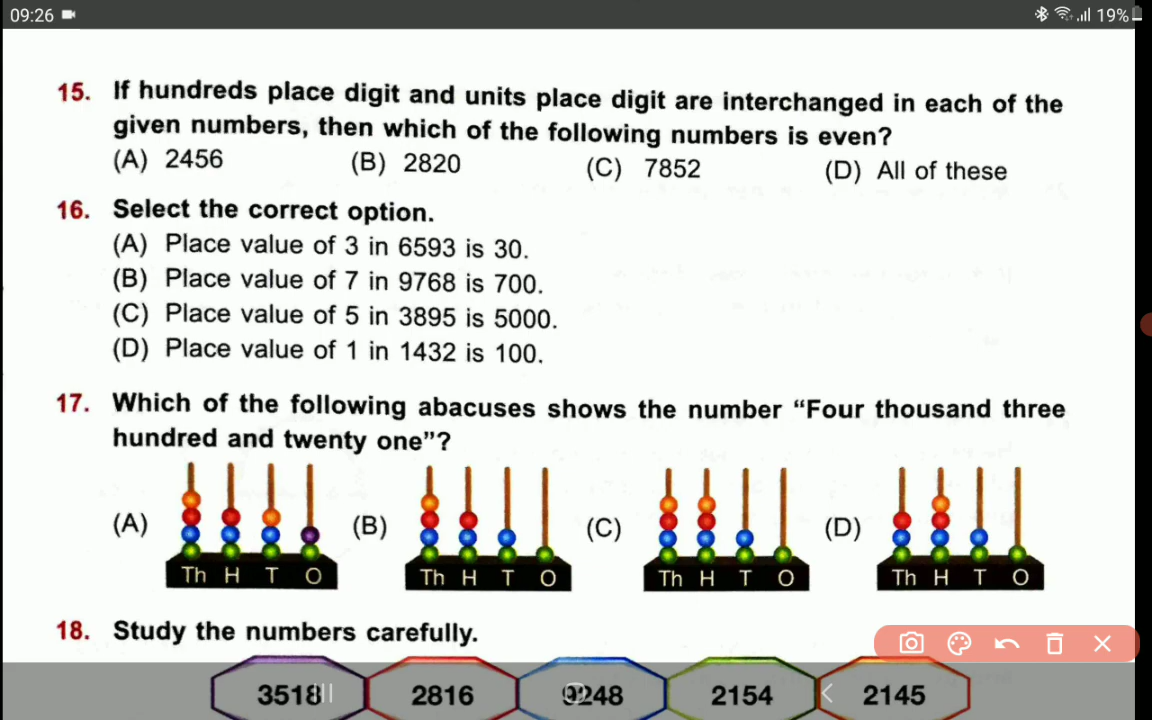 09:26
19%
15. If hundreds place digit and units place digit are interchanged in each of the
given numbers, then which of the following numbers is even?
(A) 2456 (B) 2820 (C) 7852 (D) All of these
16. Select the correct option.
(A) Place value of 3 in 6593 is 30.
(B) Place value of 7 in 9768 is 700.
(C) Place value of 5 in 3895 is 5000.
(D) Place value of 1 in 1432 is 100.
17. Which of the following abacuses shows the number “Four thousand three
hundred and twenty one”?
(A) (B) (C) (D)
Th H T O Th H T O Th H T O Th H T O
18. Study the numbers carefully.
3518 2816 9248 2154 2145